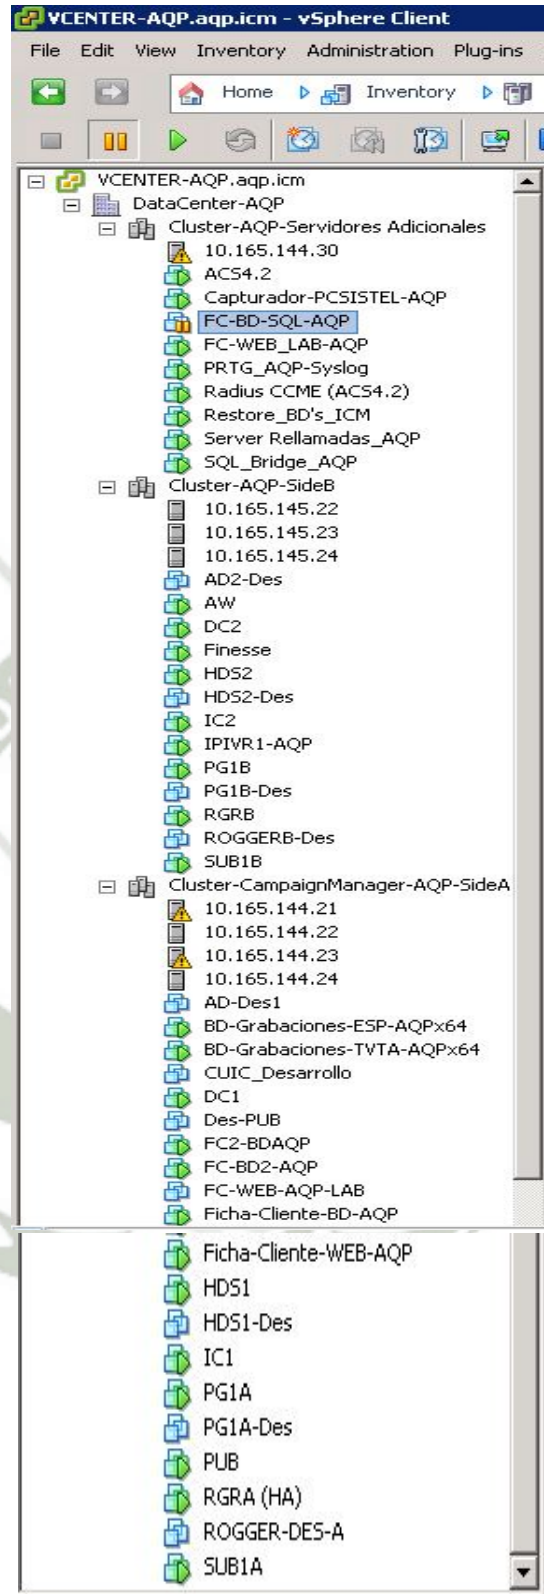 VCENTER-AQP.aqp.icm - vSphere Client
File Edit View Inventory Administration Plug-ins
Home Inventory
VCENTER-AQP.aqp.icm
DataCenter-AQP
Cluster-AQP-Servidores Adicionales
10.165.144.30
ACS4.2
Capturador-PCSISTEL-AQP
FC-BD-SQL-AQP
FC-WEB_LAB-AQP
PRTG_AQP-Syslog
Radius CCME (ACS4.2)
Restore_BD's_ICM
Server Rellamadas_AQP
SQL_Bridge_AQP
Cluster-AQP-SideB
10.165.145.22
10.165.145.23
10.165.145.24
AD2-Des
AW
DC2
Finesse
HDS2
HDS2-Des
IC2
IPIVR1-AQP
PG1B
PG1B-Des
RGRB
ROGGERB-Des
SUB1B
Cluster-CampaignManager-AQP-SideA
10.165.144.21
10.165.144.22
10.165.144.23
10.165.144.24
AD-Des1
BD-Grabaciones-ESP-AQPx64
BD-Grabaciones-TVTA-AQPx64
CUIC_Desarrollo
DC1
Des-PUB
FC2-BDAQP
FC-BD2-AQP
FC-WEB-AQP-LAB
Ficha-Cliente-BD-AQP
Ficha-Cliente-WEB-AQP
HDS1
HDS1-Des
IC1
PG1A
PG1A-Des
PUB
RGRA (HA)
ROGGER-DES-A
SUB1A